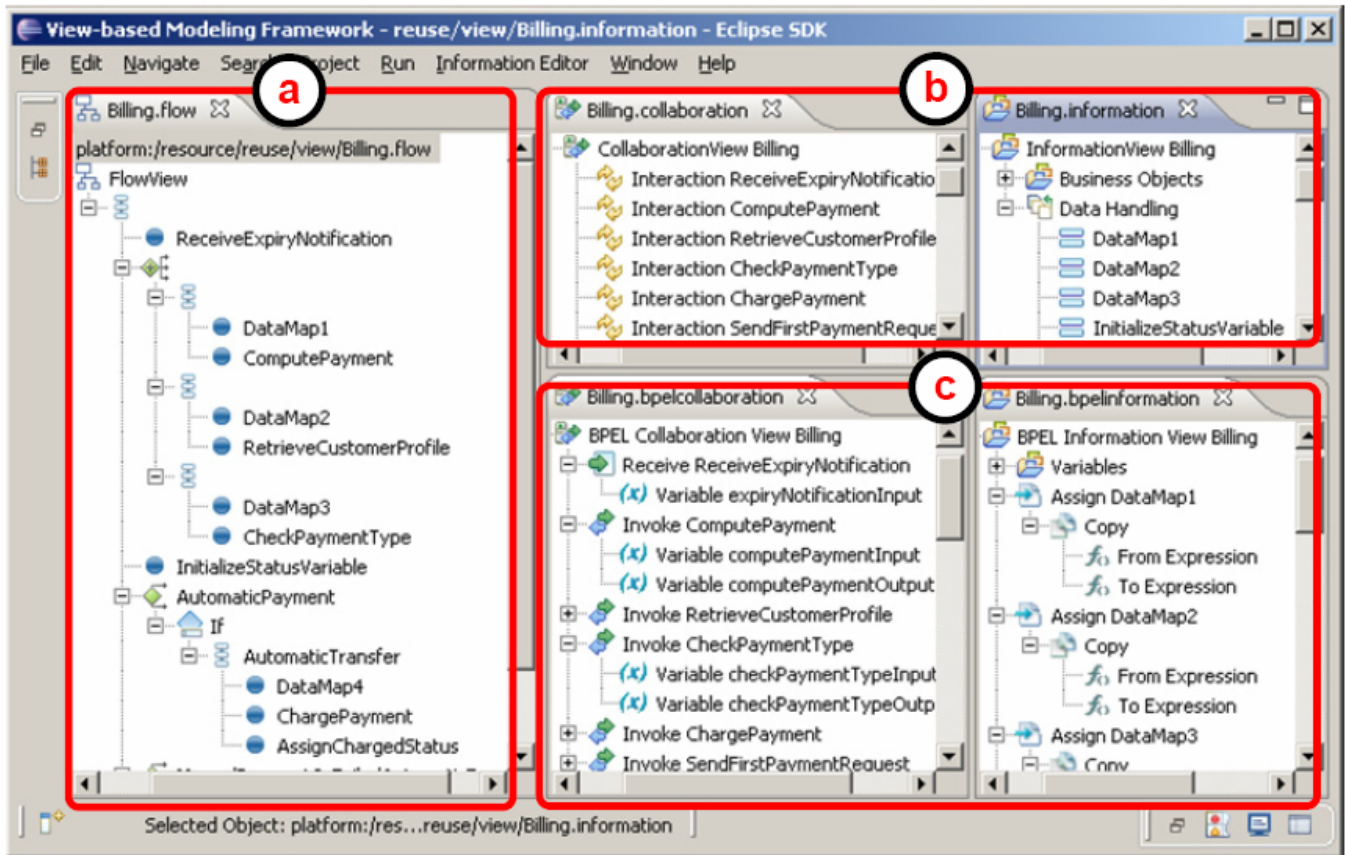 View-based Modeling Framework - reuse/view/Billing.information - Eclipse SDK
File Edit Navigate Search Project Run Information Editor Window Help
a
Billing.flow
platform:/resource/reuse/view/Billing.flow
FlowView
ReceiveExpiryNotification
DataMap1
ComputePayment
DataMap2
RetrieveCustomerProfile
DataMap3
CheckPaymentType
InitializeStatusVariable
AutomaticPayment
If
AutomaticTransfer
DataMap4
ChargePayment
AssignChargedStatus
b
Billing.collaboration
CollaborationView Billing
Interaction ReceiveExpiryNotificatio
Interaction ComputePayment
Interaction RetrieveCustomerProfile
Interaction CheckPaymentType
Interaction ChargePayment
Interaction SendFirstPaymentReque
Billing.information
InformationView Billing
Business Objects
Data Handling
DataMap1
DataMap2
DataMap3
InitializeStatusVariable
c
Billing.bpelcollaboration
BPEL Collaboration View Billing
Receive ReceiveExpiryNotification
(x) Variable expiryNotificationInput
Invoke ComputePayment
(x) Variable computePaymentInput
(x) Variable computePaymentOutput
Invoke RetrieveCustomerProfile
Invoke CheckPaymentType
(x) Variable checkPaymentTypeInput
(x) Variable checkPaymentTypeOutp
Invoke ChargePayment
Invoke SendFirstPaymentRequest
Billing.bpelinformation
BPEL Information View Billing
Variables
Assign DataMap1
Copy
From Expression
To Expression
Assign DataMap2
Copy
From Expression
To Expression
Assign DataMap3
Copy
Selected Object: platform:/res...reuse/view/Billing.information